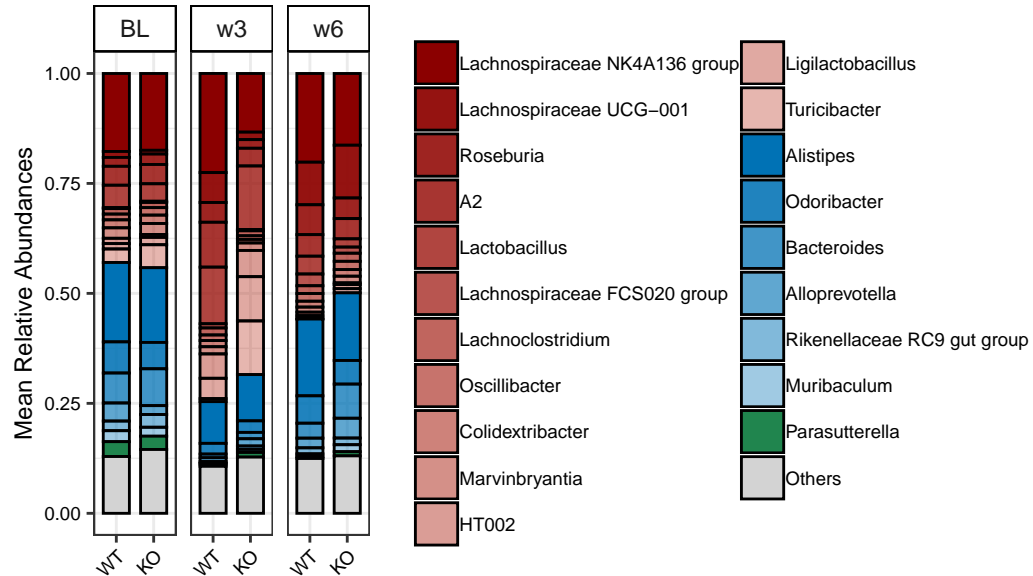 BL
w3
w6
Mean Relative Abundances
1.00
0.75
0.50
0.25
0.00
WT
KO
WT
KO
WT
KO
Lachnospiraceae NK4A136 group
Lachnospiraceae UCG−001
Roseburia
A2
Lactobacillus
Lachnospiraceae FCS020 group
Lachnoclostridium
Oscillibacter
Colidextribacter
Marvinbryantia
HT002
Ligilactobacillus
Turicibacter
Alistipes
Odoribacter
Bacteroides
Alloprevotella
Rikenellaceae RC9 gut group
Muribaculum
Parasutterella
Others